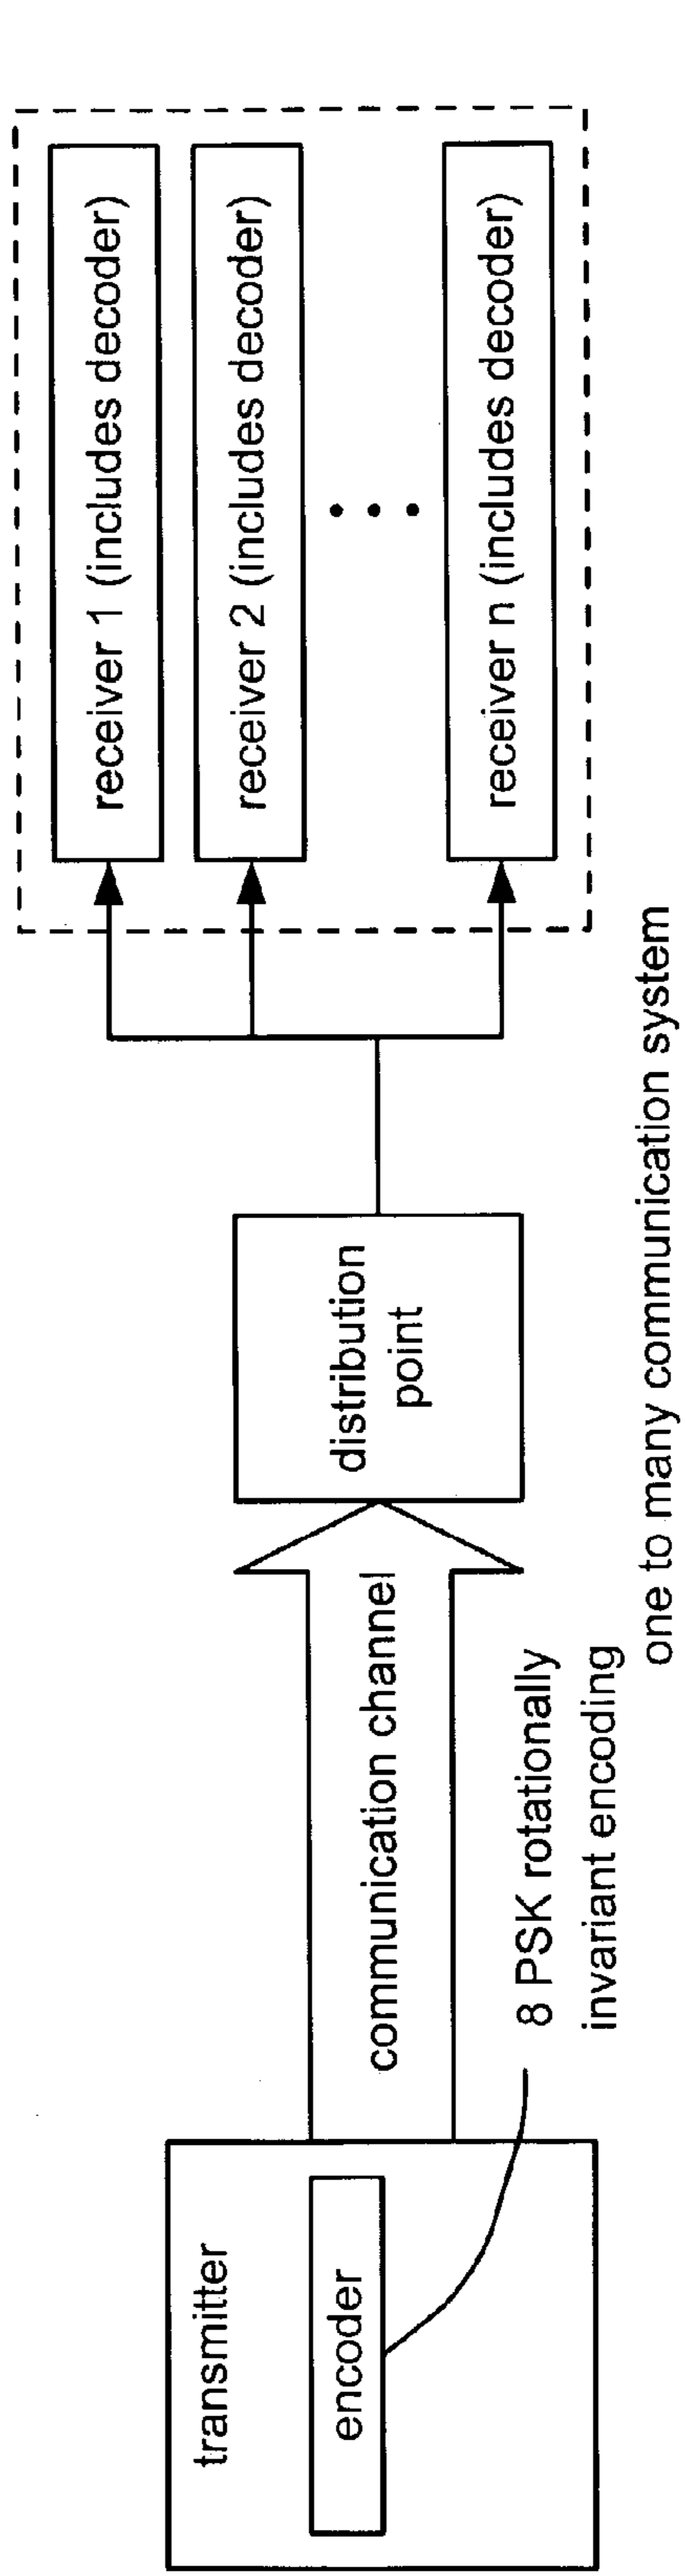 transmitter
encoder
8 PSK rotationally
invariant encoding
communication channel
distribution
point
receiver 1 (includes decoder)
receiver 2 (includes decoder)
receiver n (includes decoder)
one to many communication system